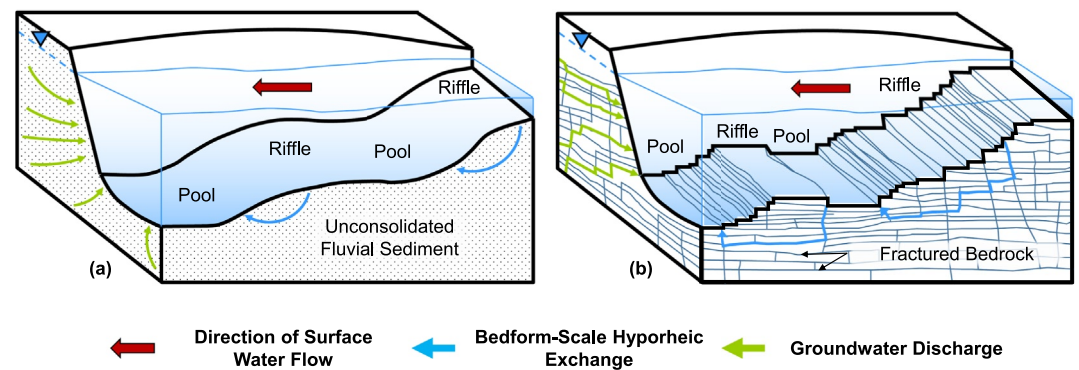 Riffle
Riffle
Pool
Pool
Unconsolidated
Fluvial Sediment
(a)
Riffle
Riffle
Pool
Pool
Fractured Bedrock
(b)
Direction of Surface
Water Flow
Bedform-Scale Hyporheic
Exchange
Groundwater Discharge